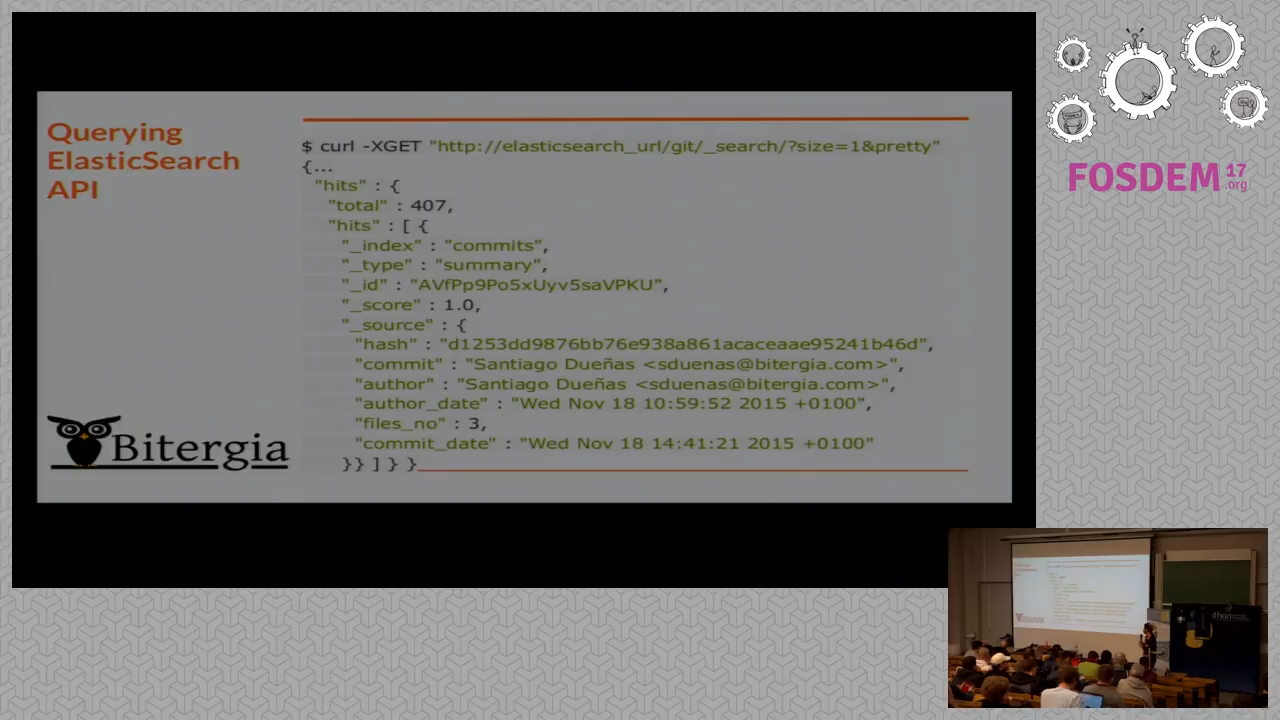 Querying
ElasticSearch
API
$ curl -XGET "http://elasticsearch_url/git/_search/?size=1&pretty"
{...
"hits" : {
"total" : 407,
"hits" : [ {
"_index" : "commits",
"_type" : "summary",
"_id" : "AVfPp9Po5xUyv5saVPKU",
"_score" : 1.0,
"_source" : {
"hash" : "d1253dd9876bb76e938a861acaceaae95241b46d",
"commit" : "Santiago Dueñas <sduenas@bitergia.com>",
"author" : "Santiago Dueñas <sduenas@bitergia.com>",
"author_date" : "Wed Nov 18 10:59:52 2015 +0100",
"files_no" : 3,
"commit_date" : "Wed Nov 18 14:41:21 2015 +0100"
}} ] } }
Bitergia
FOSDEM 17
.org